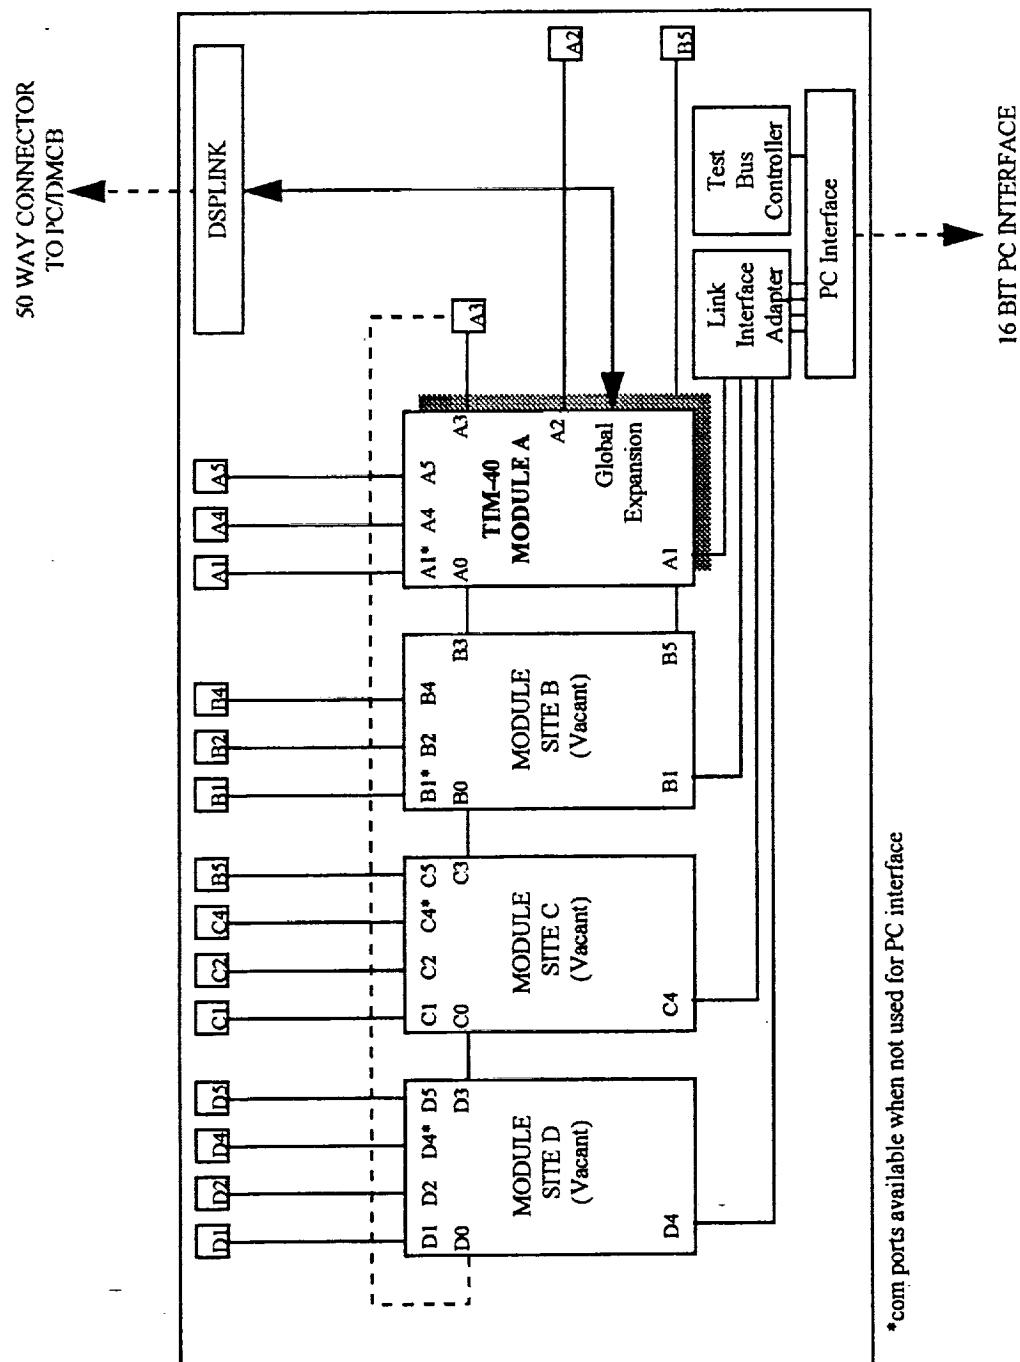 50 WAY CONNECTOR
TO PC/DMCB
DSPLINK
A2
B5
A3
Test
Bus
Controller
Link
Interface
Adapter
PC Interface
16 BIT PC INTERFACE
A5
A4
A1
A1* A4 A5
A0
A3
TIM-40
MODULE A
A2
Global
Expansion
A1
B4
B2
B1
B1* B2 B4
B0
B3
MODULE
SITE B
(Vacant)
B1
B5
B5
C4
C2
C1
C1 C2 C4* C5
C0
C3
MODULE
SITE C
(Vacant)
C4
D5
D4
D2
D1
D1 D2 D4* D5
D0
D3
MODULE
SITE D
(Vacant)
D4
*com ports available when not used for PC interface